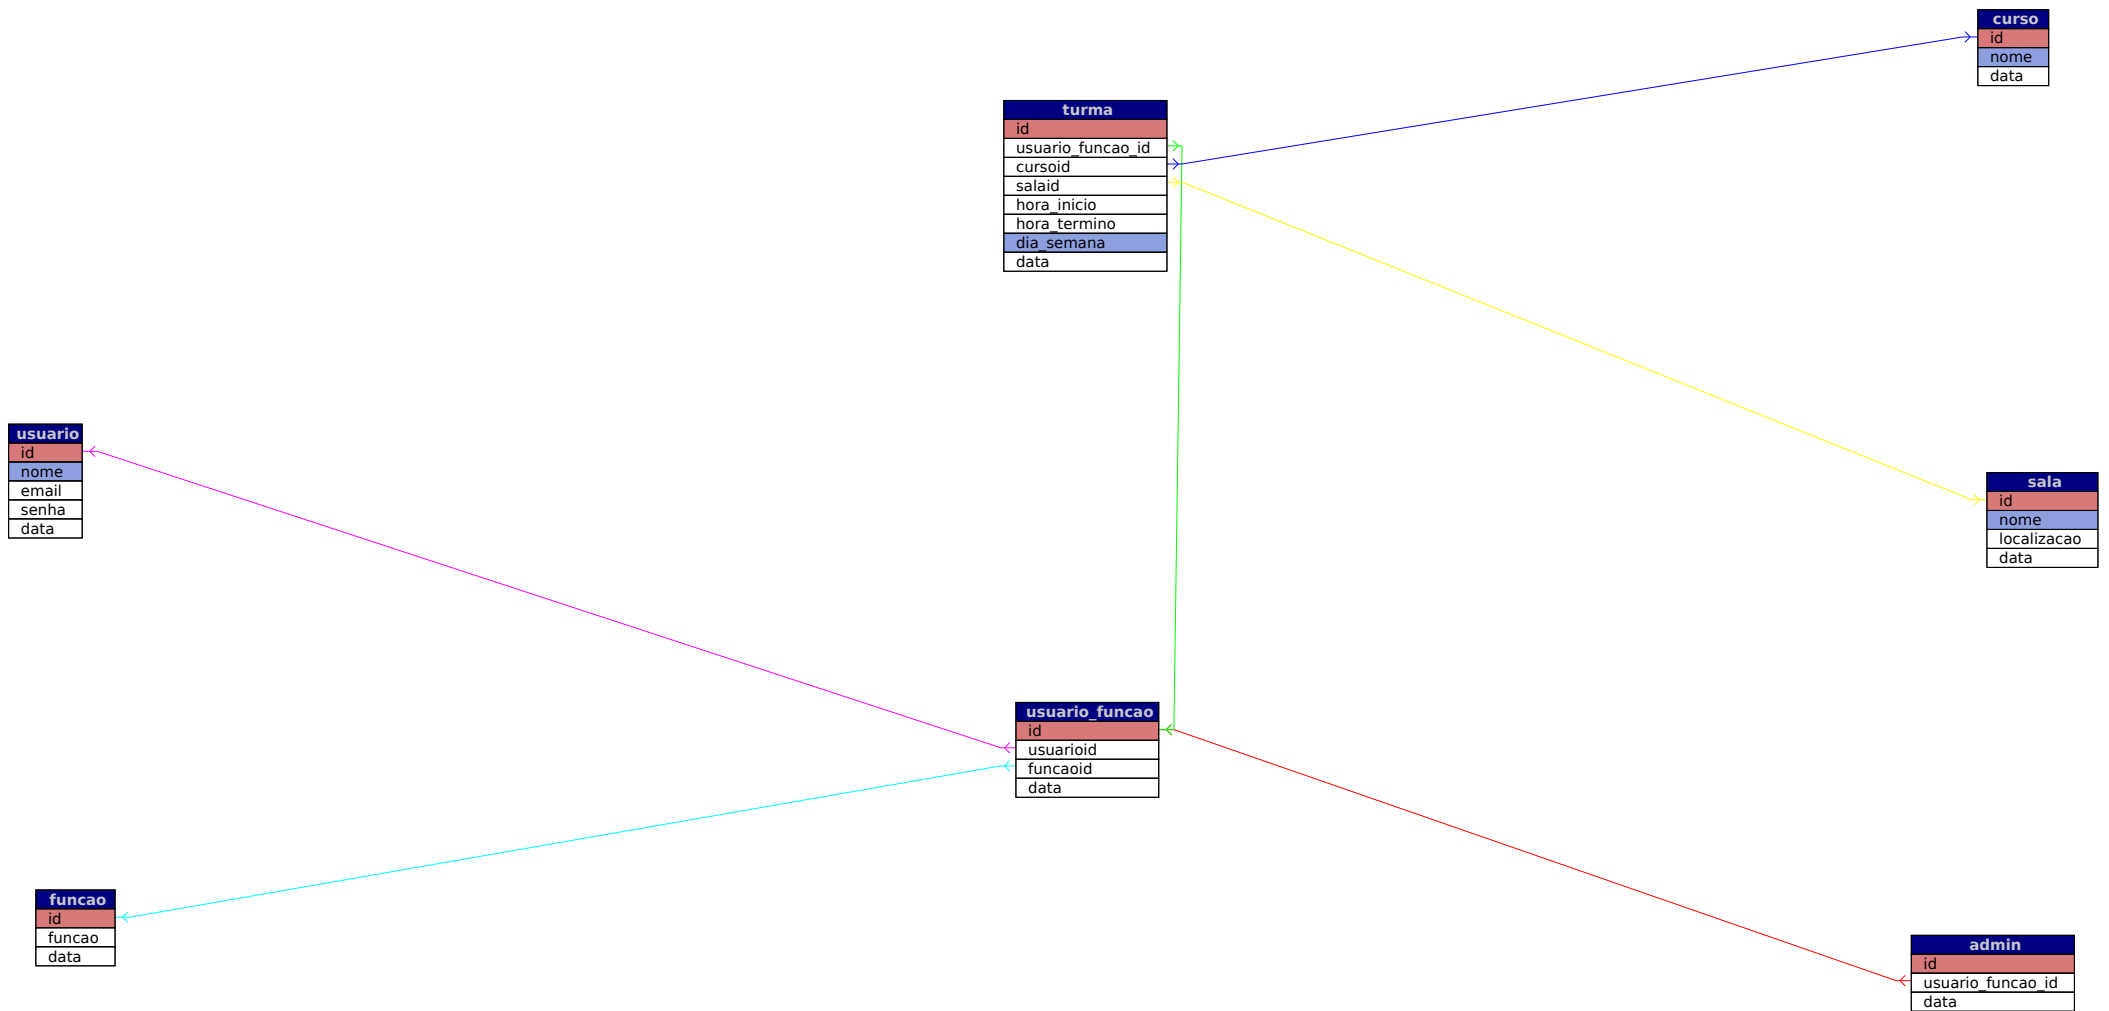 curso
id
nome
data
turma
id
usuario_funcao_id
cursoid
salaid
hora_inicio
hora_termino
dia_semana
data
usuario
id
nome
email
senha
data
sala
id
nome
localizacao
data
usuario_funcao
id
usuarioid
funcaoid
data
funcao
id
funcao
data
admin
id
usuario_funcao_id
data